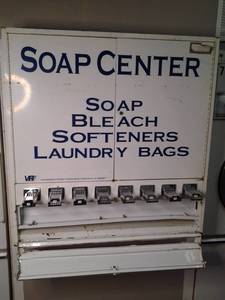 SOAP CENTER
SOAP
BLEACH
SOFTENERS
LAUNDRY BAGS